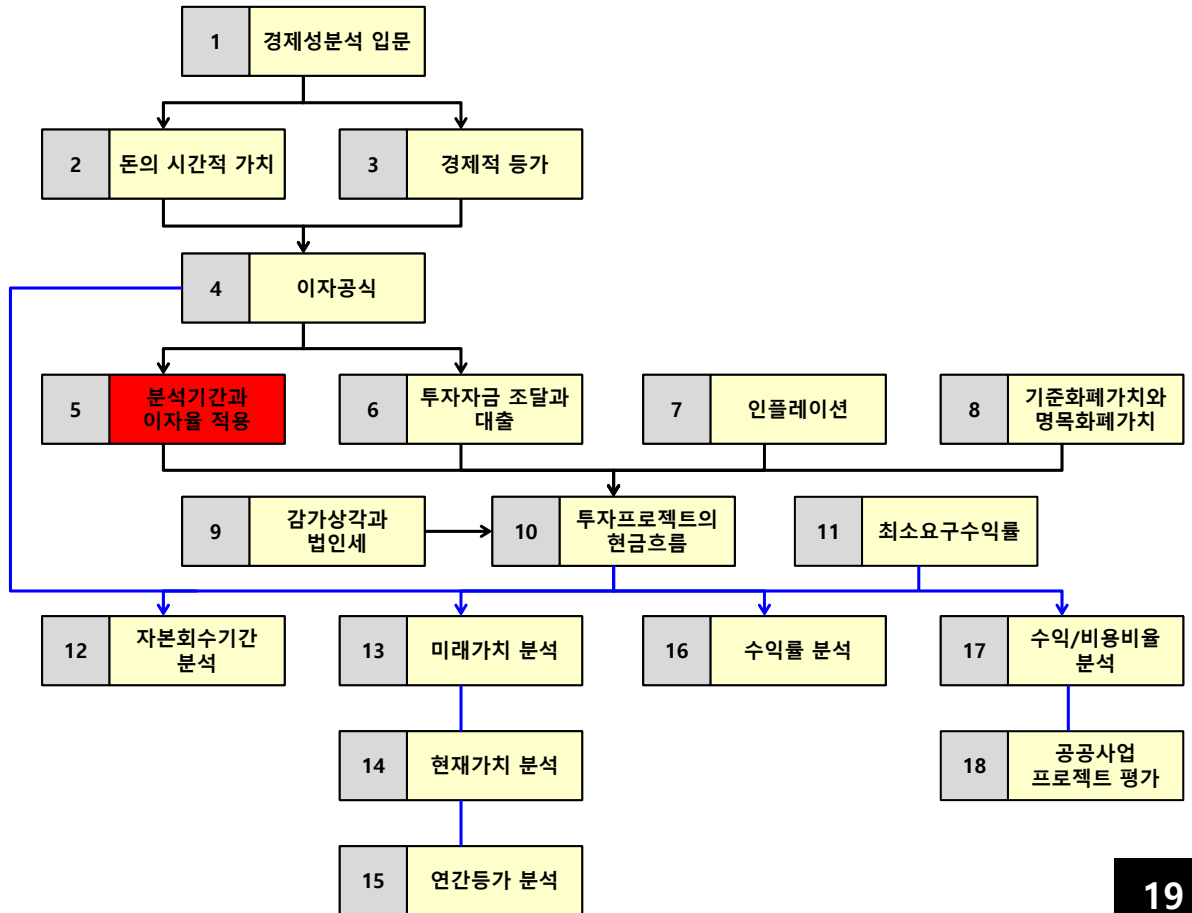 1 경제성분석 입문
2 돈의 시간적 가치
3 경제적 등가
4 이자공식
5 분석기간과
이자율 적용
6 투자자금 조달과
대출
7 인플레이션
8 기준화폐가치와
명목화폐가치
9 감가상각과
법인세
10 투자프로젝트의
현금흐름
11 최소요구수익률
12 자본회수기간
분석
13 미래가치 분석
16 수익률 분석
17 수익/비용비율
분석
14 현재가치 분석
18 공공사업
프로젝트 평가
15 연간등가 분석
19